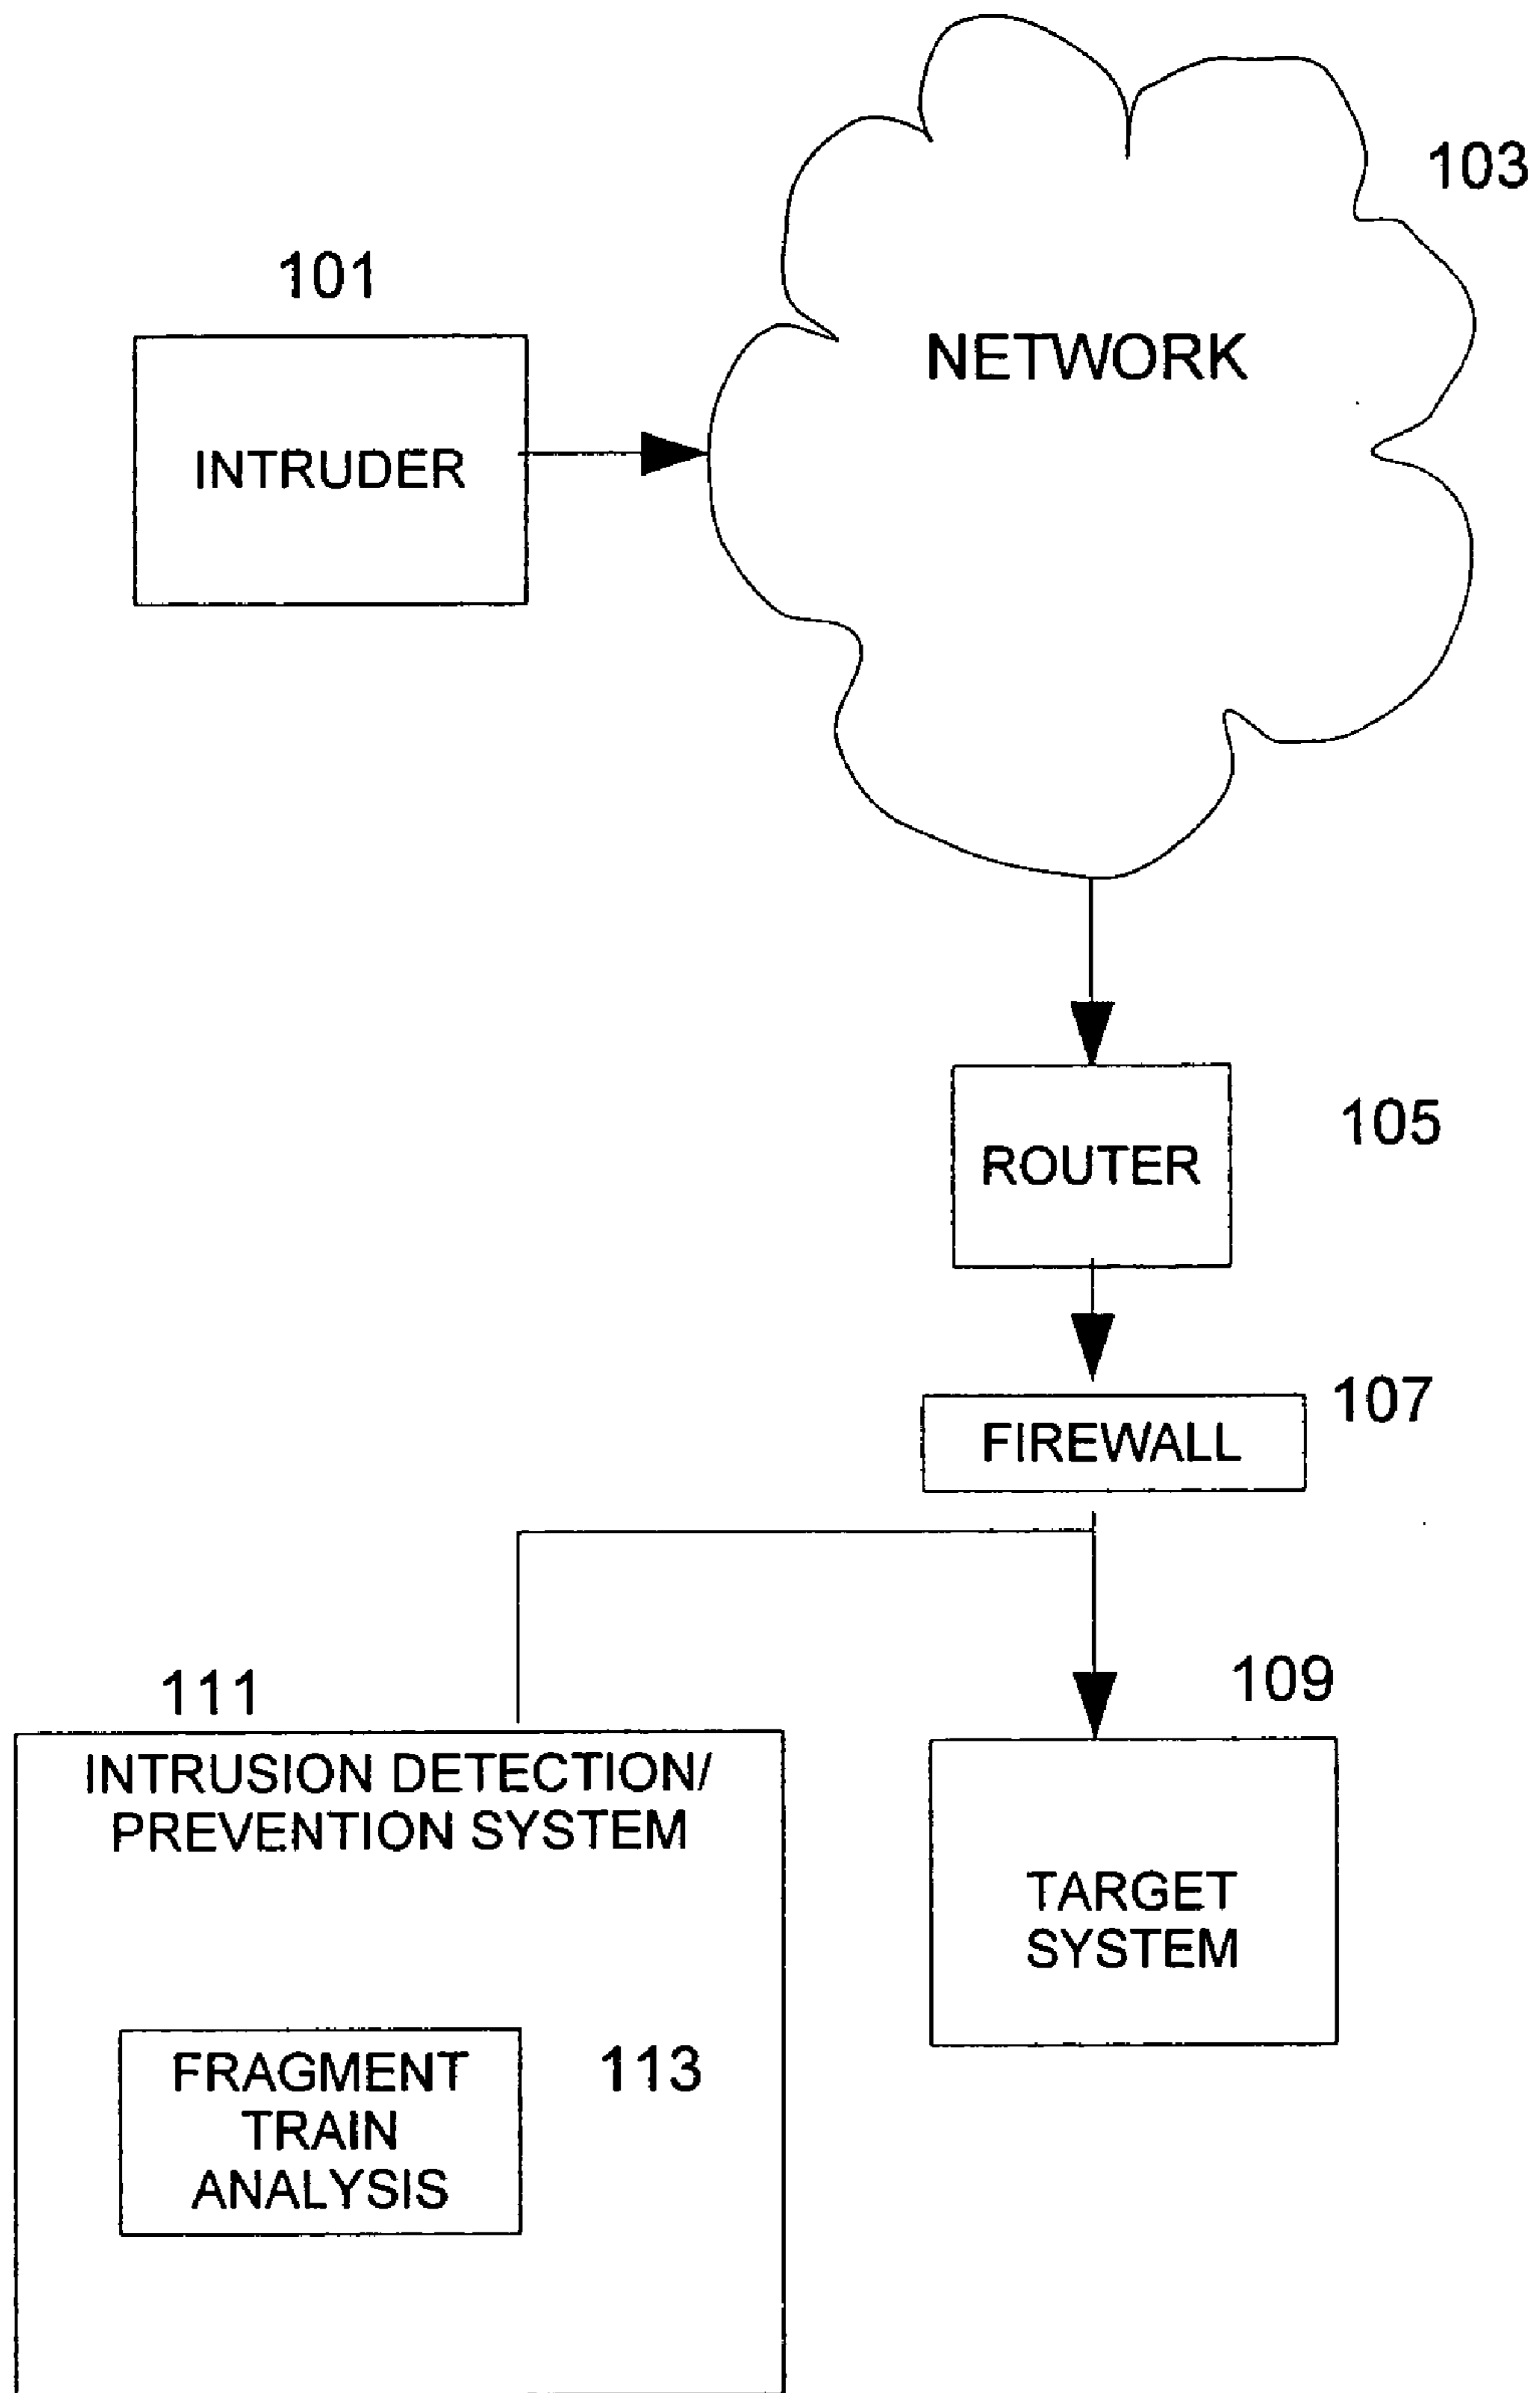 103
101
NETWORK
INTRUDER
105
ROUTER
107
FIREWALL
111
109
INTRUSION DETECTION/
PREVENTION SYSTEM
TARGET
SYSTEM
FRAGMENT
TRAIN
ANALYSIS
113